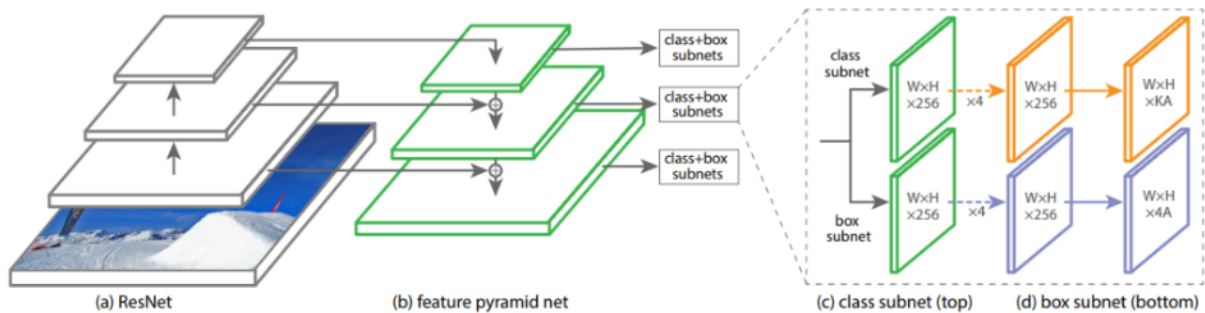 class+box
subnets
class+box
subnets
class+box
subnets
class
subnet
W×H
×256
×4
W×H
×256
W×H
×KA
box
subnet
W×H
×256
×4
W×H
×256
W×H
×4A
(a) ResNet
(b) feature pyramid net
(c) class subnet (top)
(d) box subnet (bottom)